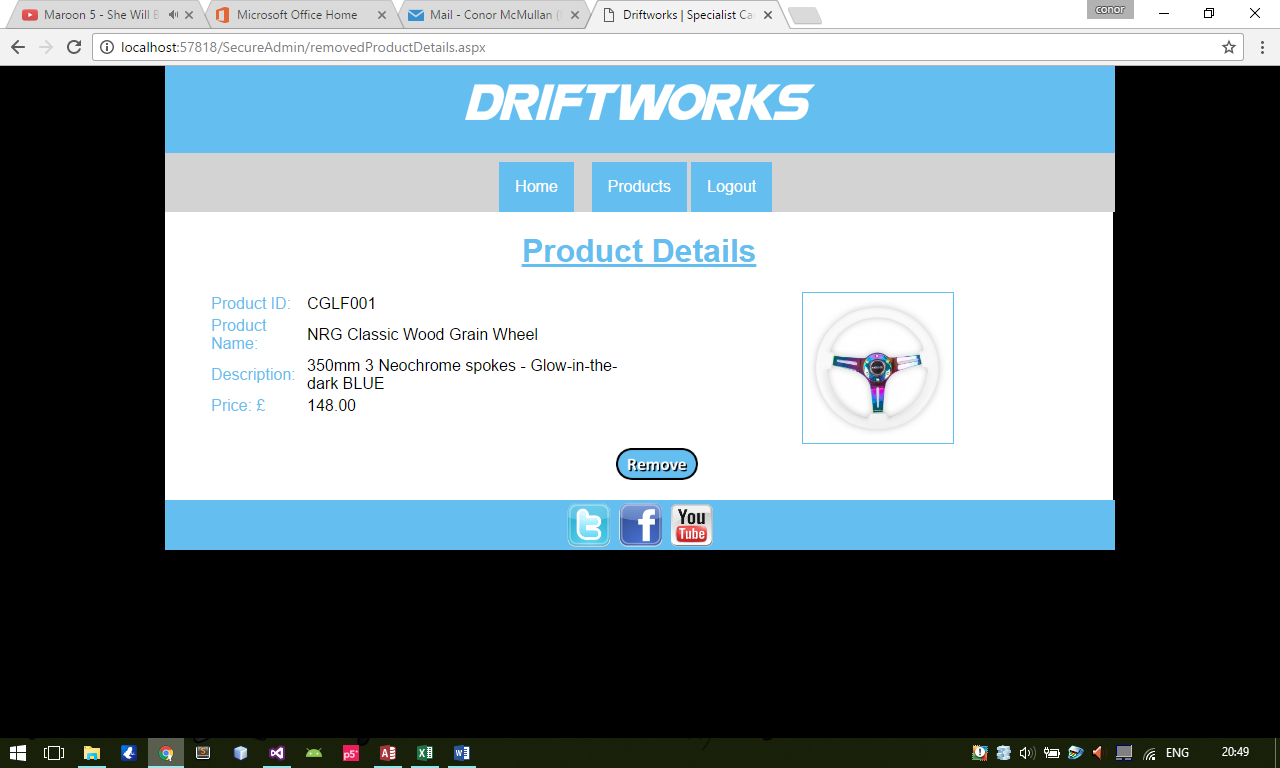 Maroon 5 - She Will B
Microsoft Office Home
Mail - Conor McMullan (
Driftworks | Specialist Ca
conor
localhost:57818/SecureAdmin/removedProductDetails.aspx
DRIFTWORKS
Home Products Logout
Product Details
Product ID: CGLF001
Product
Name: NRG Classic Wood Grain Wheel
Description: 350mm 3 Neochrome spokes - Glow-in-the-
dark BLUE
Price: £ 148.00
Remove
You
Tube
p5*
ENG
20:49